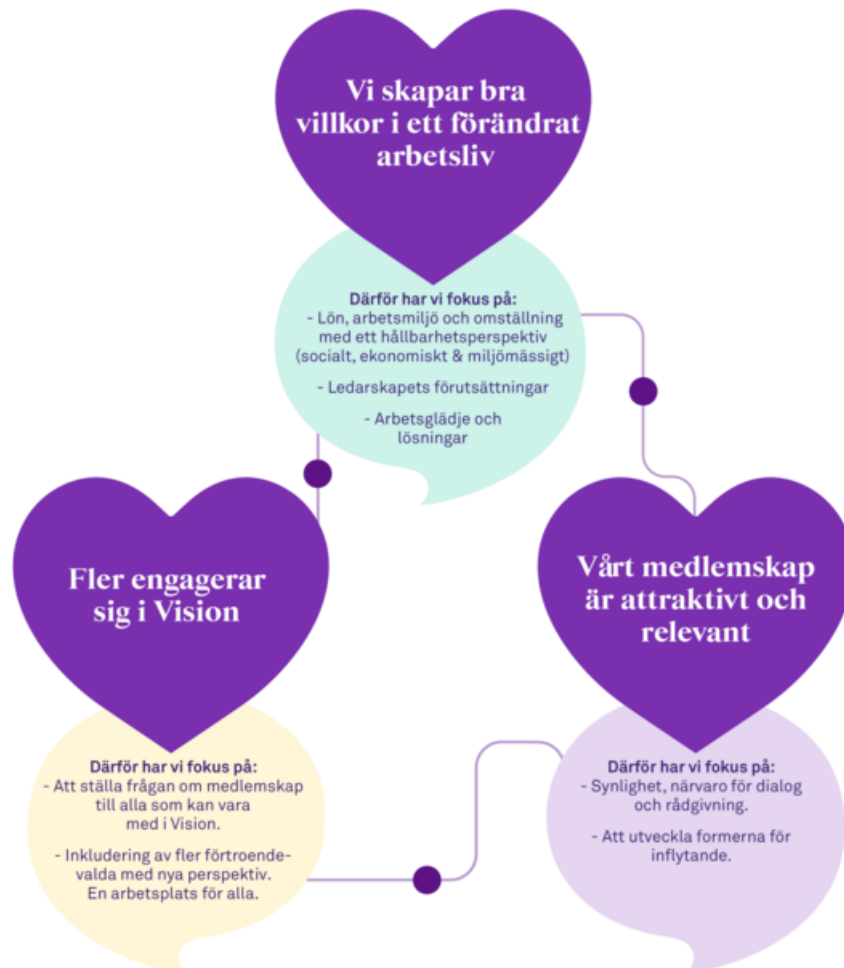 Vi skapar bra
villkor i ett förändrat
arbetsliv
Därför har vi fokus på:
- Lön, arbetsmiljö och omställning
med ett hållbarhetsperspektiv
(socialt, ekonomiskt & miljömässigt)
- Ledarskapets förutsättningar
- Arbetsglädje och
lösningar
Fler engagerar
sig i Vision
Därför har vi fokus på:
- Att ställa frågan om medlemskap
till alla som kan vara
med i Vision.
- Inkludering av fler förtroende-
valda med nya perspektiv.
En arbetsplats för alla.
Vårt medlemskap
är attraktivt och
relevant
Därför har vi fokus på:
- Synlighet, närvaro för dialog
och rådgivning.
- Att utveckla formerna för
inflytande.